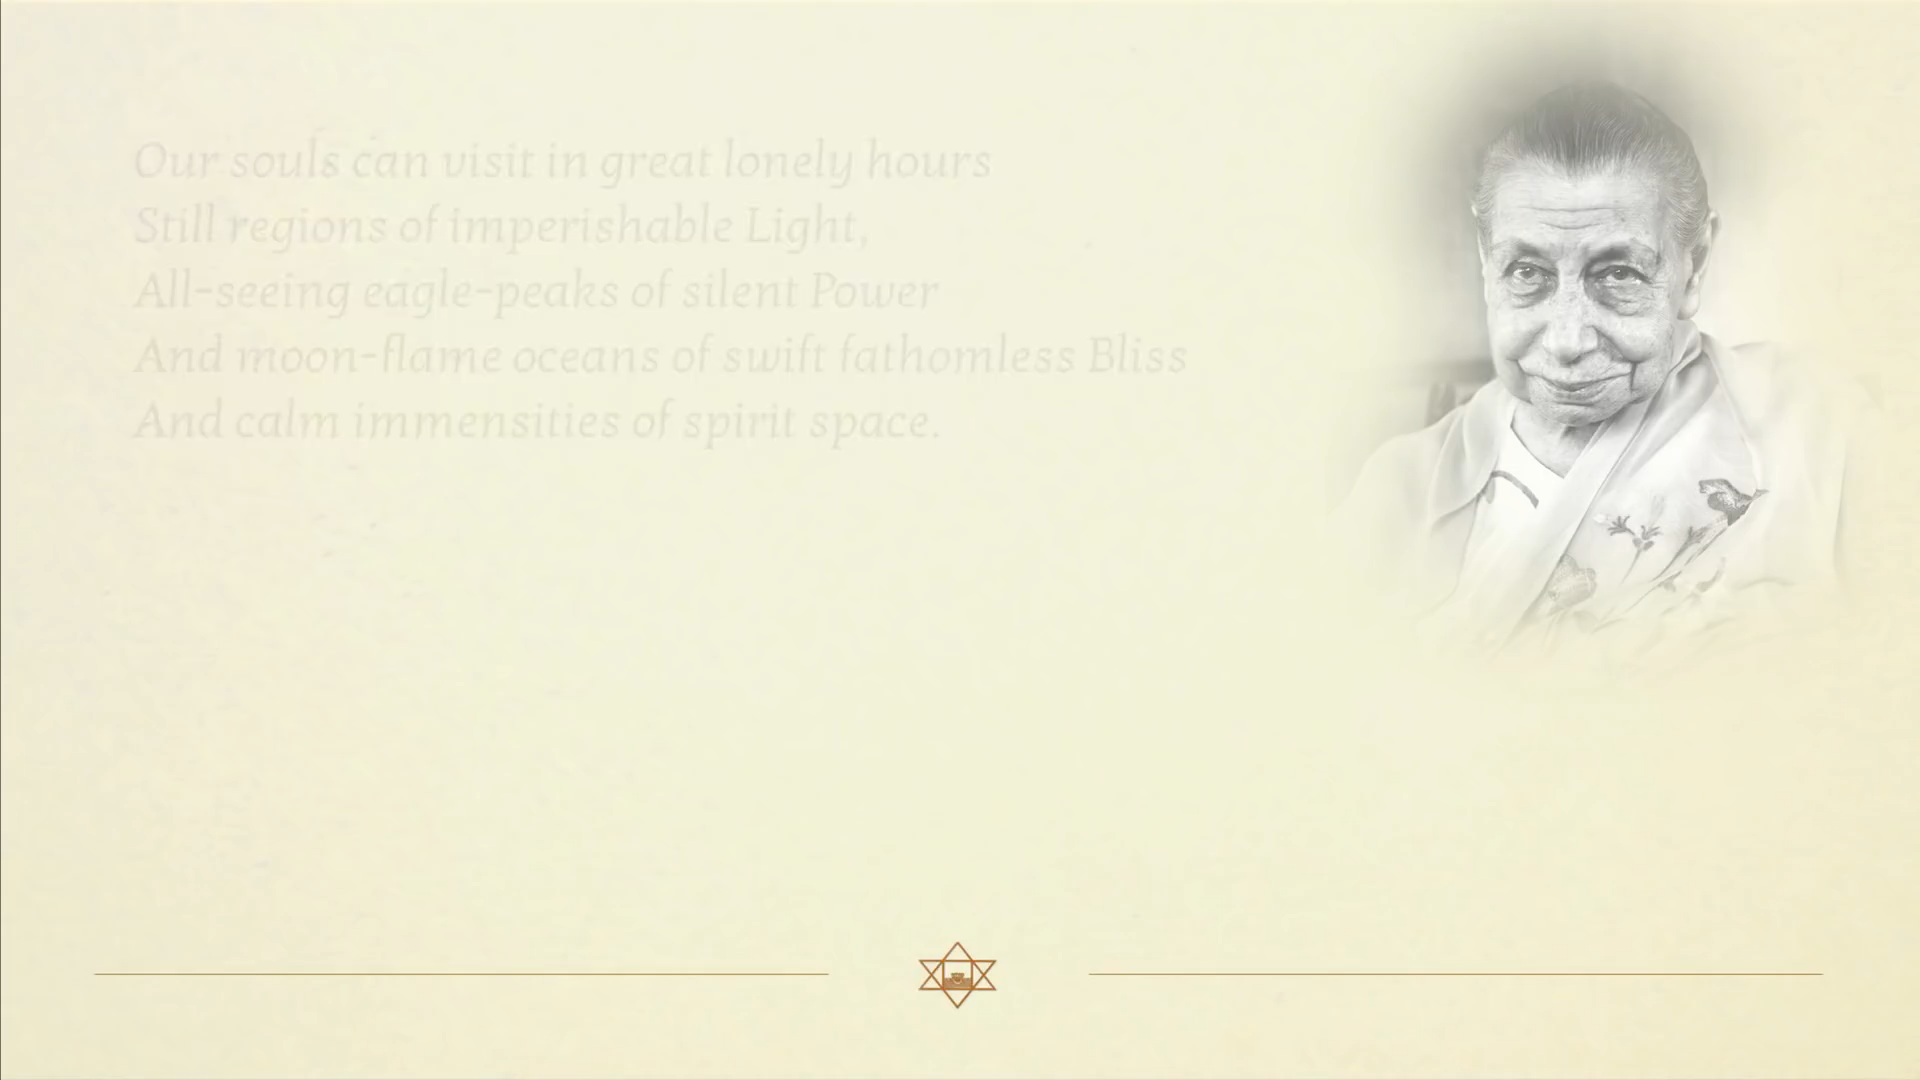 Our souls can visit in great lonely hours
Still regions of imperishable Light,
All-seeing eagle-peaks of silent Power
And moon-flame oceans of swift fathomless Bliss
And calm immensities of spirit space.